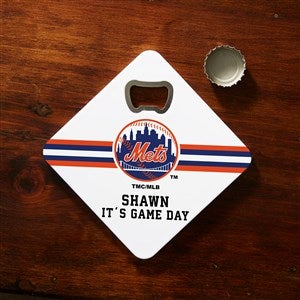 Mets
TM
TMC/MLB
SHAWN
IT'S GAME DAY